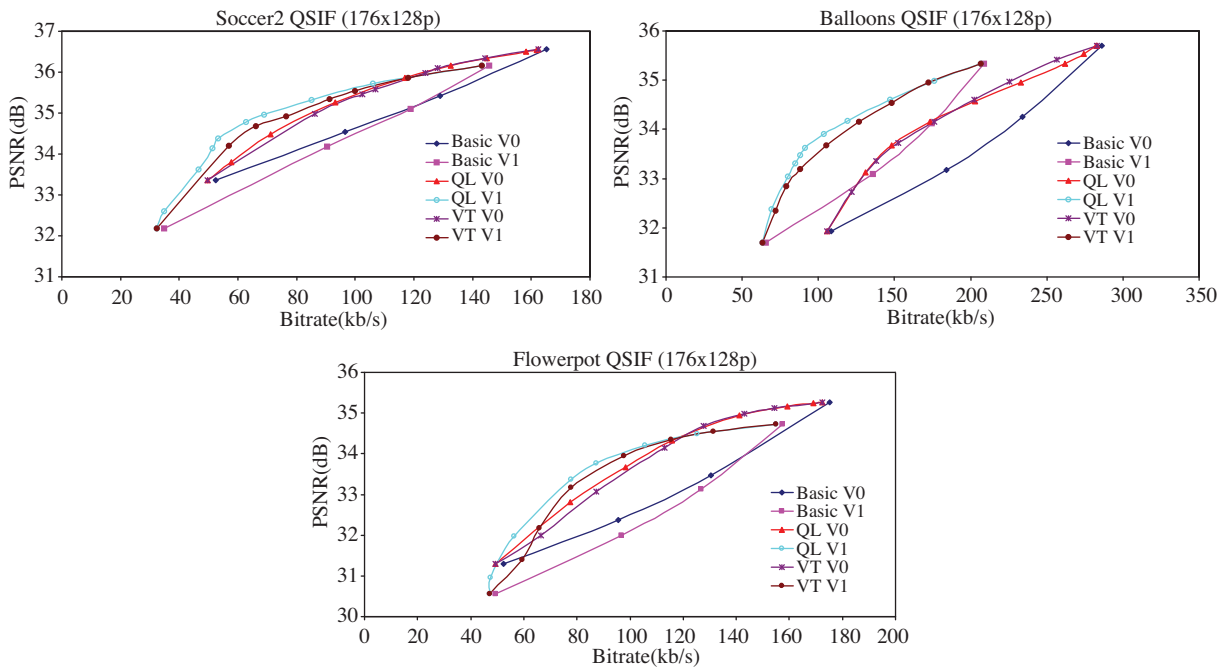 Soccer2 QSIF (176x128p)
37
36
35
34
33
32
31
PSNR(dB)
Basic V0
Basic V1
QL V0
QL V1
VT V0
VT V1
0 20 40 60 80 100 120 140 160 180
Bitrate(kb/s)
Balloons QSIF (176x128p)
36
35
34
33
32
31
PSNR(dB)
Basic V0
Basic V1
QL V0
QL V1
VT V0
VT V1
0 50 100 150 200 250 300 350
Bitrate(kb/s)
Flowerpot QSIF (176x128p)
36
35
34
33
32
31
30
PSNR(dB)
Basic V0
Basic V1
QL V0
QL V1
VT V0
VT V1
0 20 40 60 80 100 120 140 160 180 200
Bitrate(kb/s)